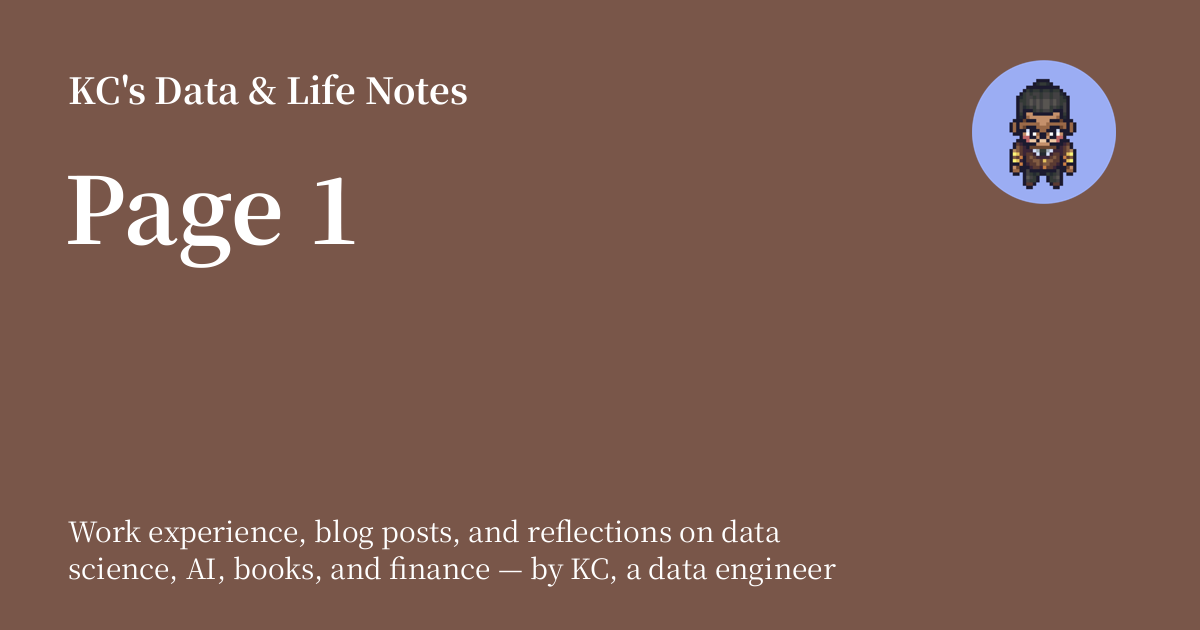 KC's Data & Life Notes
Page 1
Work experience, blog posts, and reflections on data
science, AI, books, and finance — by KC, a data engineer